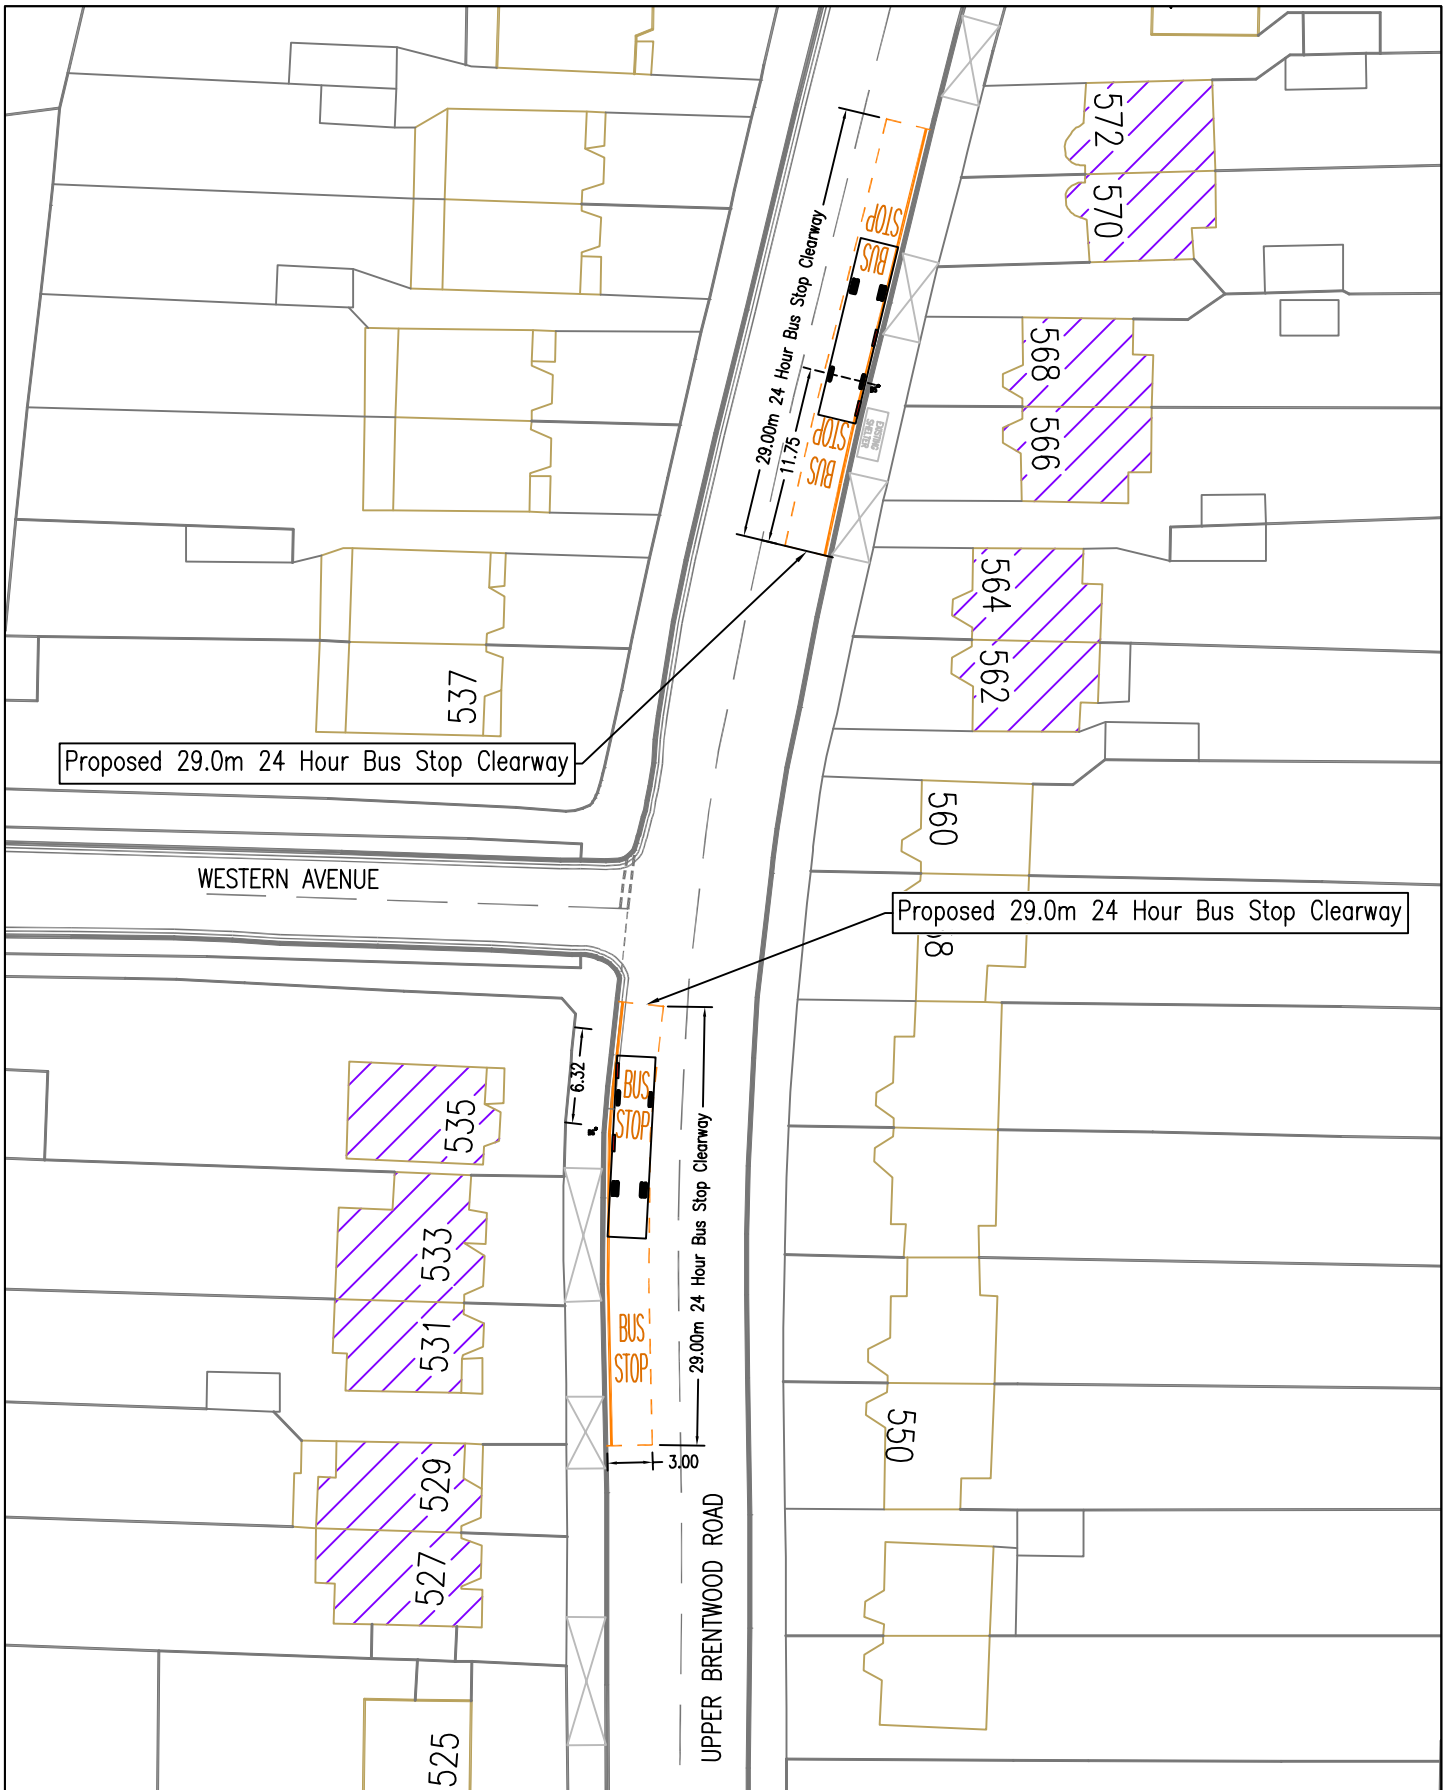 572
570
STOP
BUS
29.00m 24 Hour Bus Stop Clearway
11.75
STOP
BUS
EXISTING
SHELTER
568
566
564
562
537
Proposed 29.0m 24 Hour Bus Stop Clearway
560
WESTERN AVENUE
Proposed 29.0m 24 Hour Bus Stop Clearway
6.32
BUS
STOP
29.00m 24 Hour Bus Stop Clearway
535
533
531
BUS
STOP
550
3.00
529
527
UPPER BRENTWOOD ROAD
525